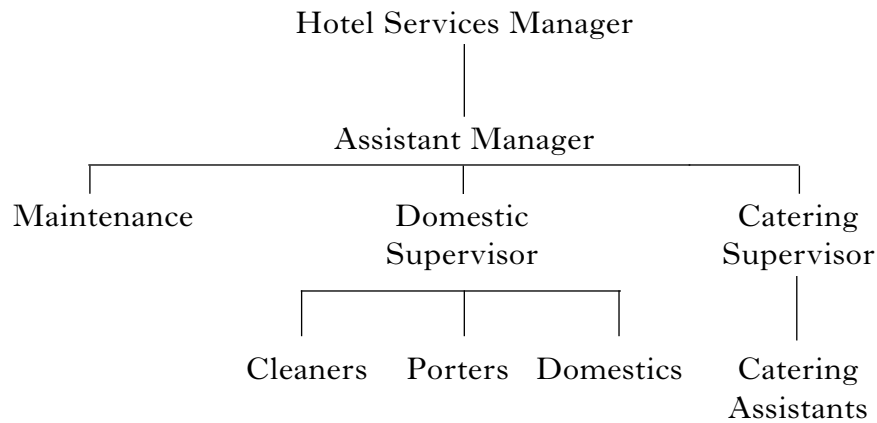 Hotel Services Manager
Assistant Manager
Maintenance
Domestic
Supervisor
Catering
Supervisor
Cleaners
Porters
Domestics
Catering
Assistants